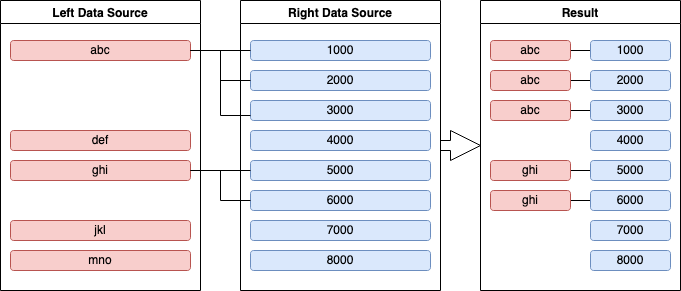 Left Data Source Right Data Source Result
abc 1000 abc 1000
2000 abc 2000
3000 abc 3000
def 4000 4000
ghi 5000 ghi 5000
6000 ghi 6000
jkl 7000 7000
mno 8000 8000